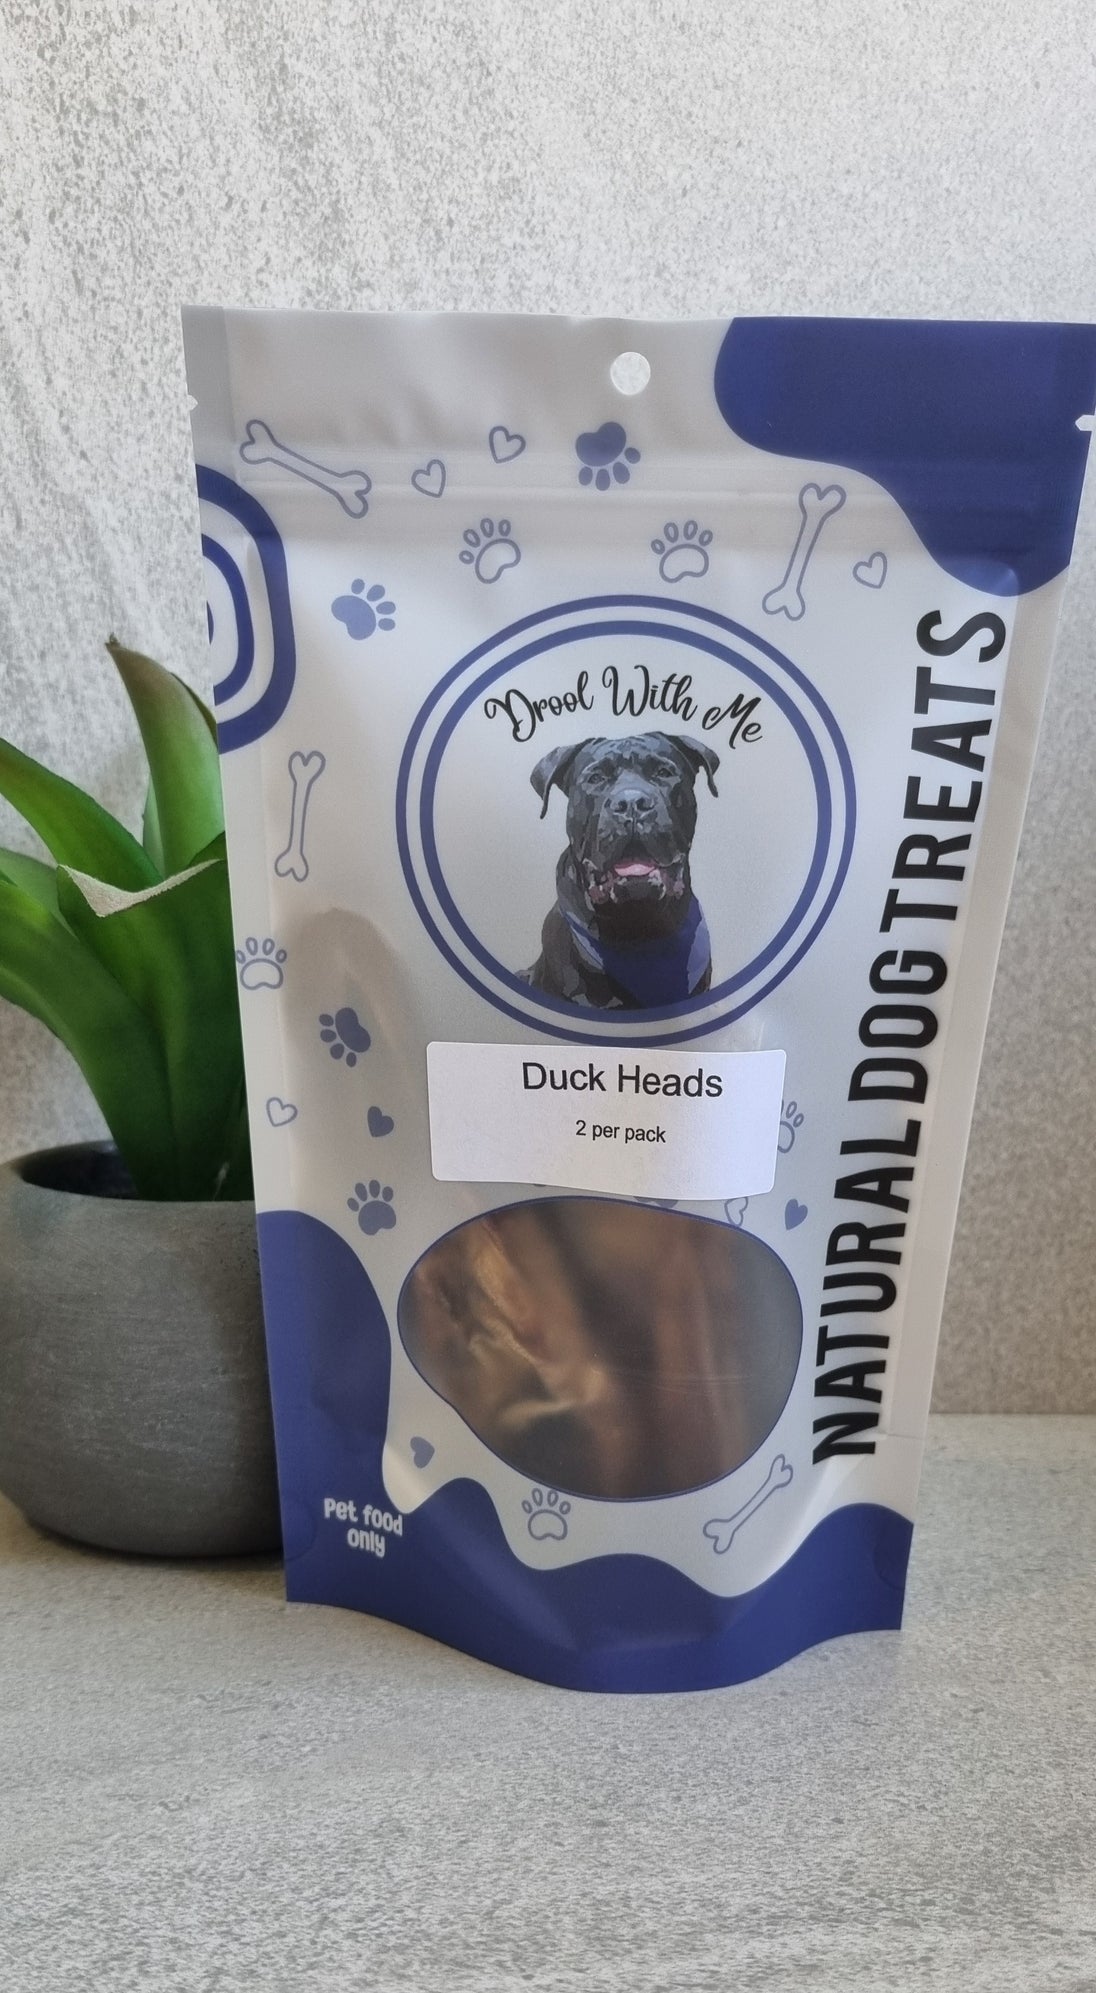 Drool With Me
NATURAL DOG TREATS
Duck Heads
2 per pack
Pet food
only